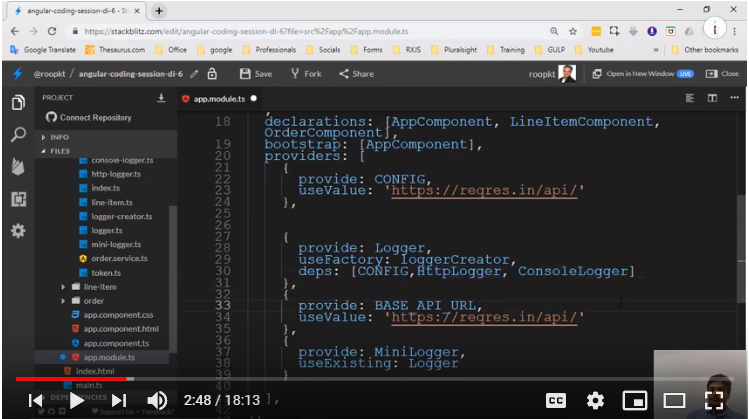 angular-coding-session-di-6 - St
https://stackblitz.com/edit/angular-coding-session-di-6?file=src%2Fapp%2Fapp.module.ts
Google Translate Thesaurus.com Office google Professionals Socials Forms RXJS Pluralsight Training GULP Youtube » Other bookmarks
@roopkt / angular-coding-session-di-6 Save Fork Share roopkt Open in New Window LIVE Close
PROJECT
Connect Repository
INFO
FILES
console-logger.ts
http-logger.ts
index.ts
line-item.ts
logger-creator.ts
logger.ts
mini-logger.ts
order.service.ts
token.ts
line-item
order
app.component.css
app.component.html
app.component.ts
app.module.ts
index.html
main.ts
DEPENDENCIES
Support Us - Feedback?
app.module.ts
,
18 declarations: [AppComponent, LineItemComponent,
OrderComponent],
19 bootstrap: [AppComponent],
20 providers: [
21 {
22 provide: CONFIG,
23 useValue: 'https://reqres.in/api/'
24 },
25
26
27 {
28 provide: Logger,
29 useFactory: loggerCreator,
30 deps: [CONFIG,HttpLogger, ConsoleLogger]
31 },
32 {
33 provide: BASE_API_URL,
34 useValue: 'https://reqres.in/api/'
35 },
36 {
37 provide: MiniLogger,
38 useExisting: Logger
39 }
],
2:48 / 18:13 CC